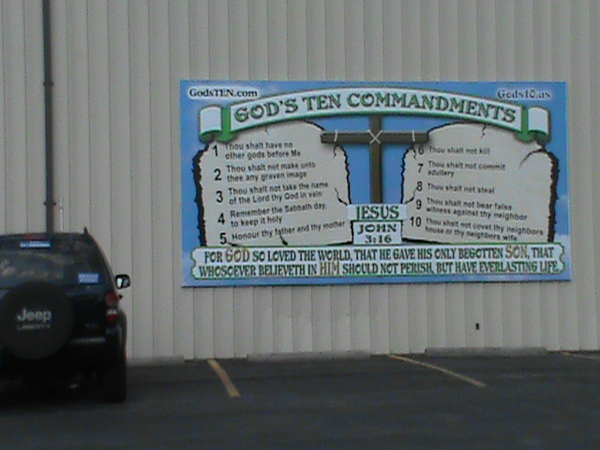 GodsTEN.com
Gods10.us
GOD'S TEN COMMANDMENTS
1 Thou shalt have no
other gods before Me
2 Thou shalt not make unto
thee any graven image
3 Thou shalt not take the name
of the Lord thy God in vain
4 Remember the Sabbath day,
to keep it holy
5 Honour thy father and thy mother
6 Thou shalt not kill
7 Thou shalt not commit
adultery
8 Thou shalt not steal
9 Thou shalt not bear false
witness against thy neighbor
10 Thou shalt not covet thy neighbors
house or thy neighbors wife
JESUS
JOHN
3:16
FOR GOD SO LOVED THE WORLD, THAT HE GAVE HIS ONLY BEGOTTEN SON, THAT
WHOSOEVER BELIEVETH IN HIM SHOULD NOT PERISH, BUT HAVE EVERLASTING LIFE.
Jeep
LIBERTY